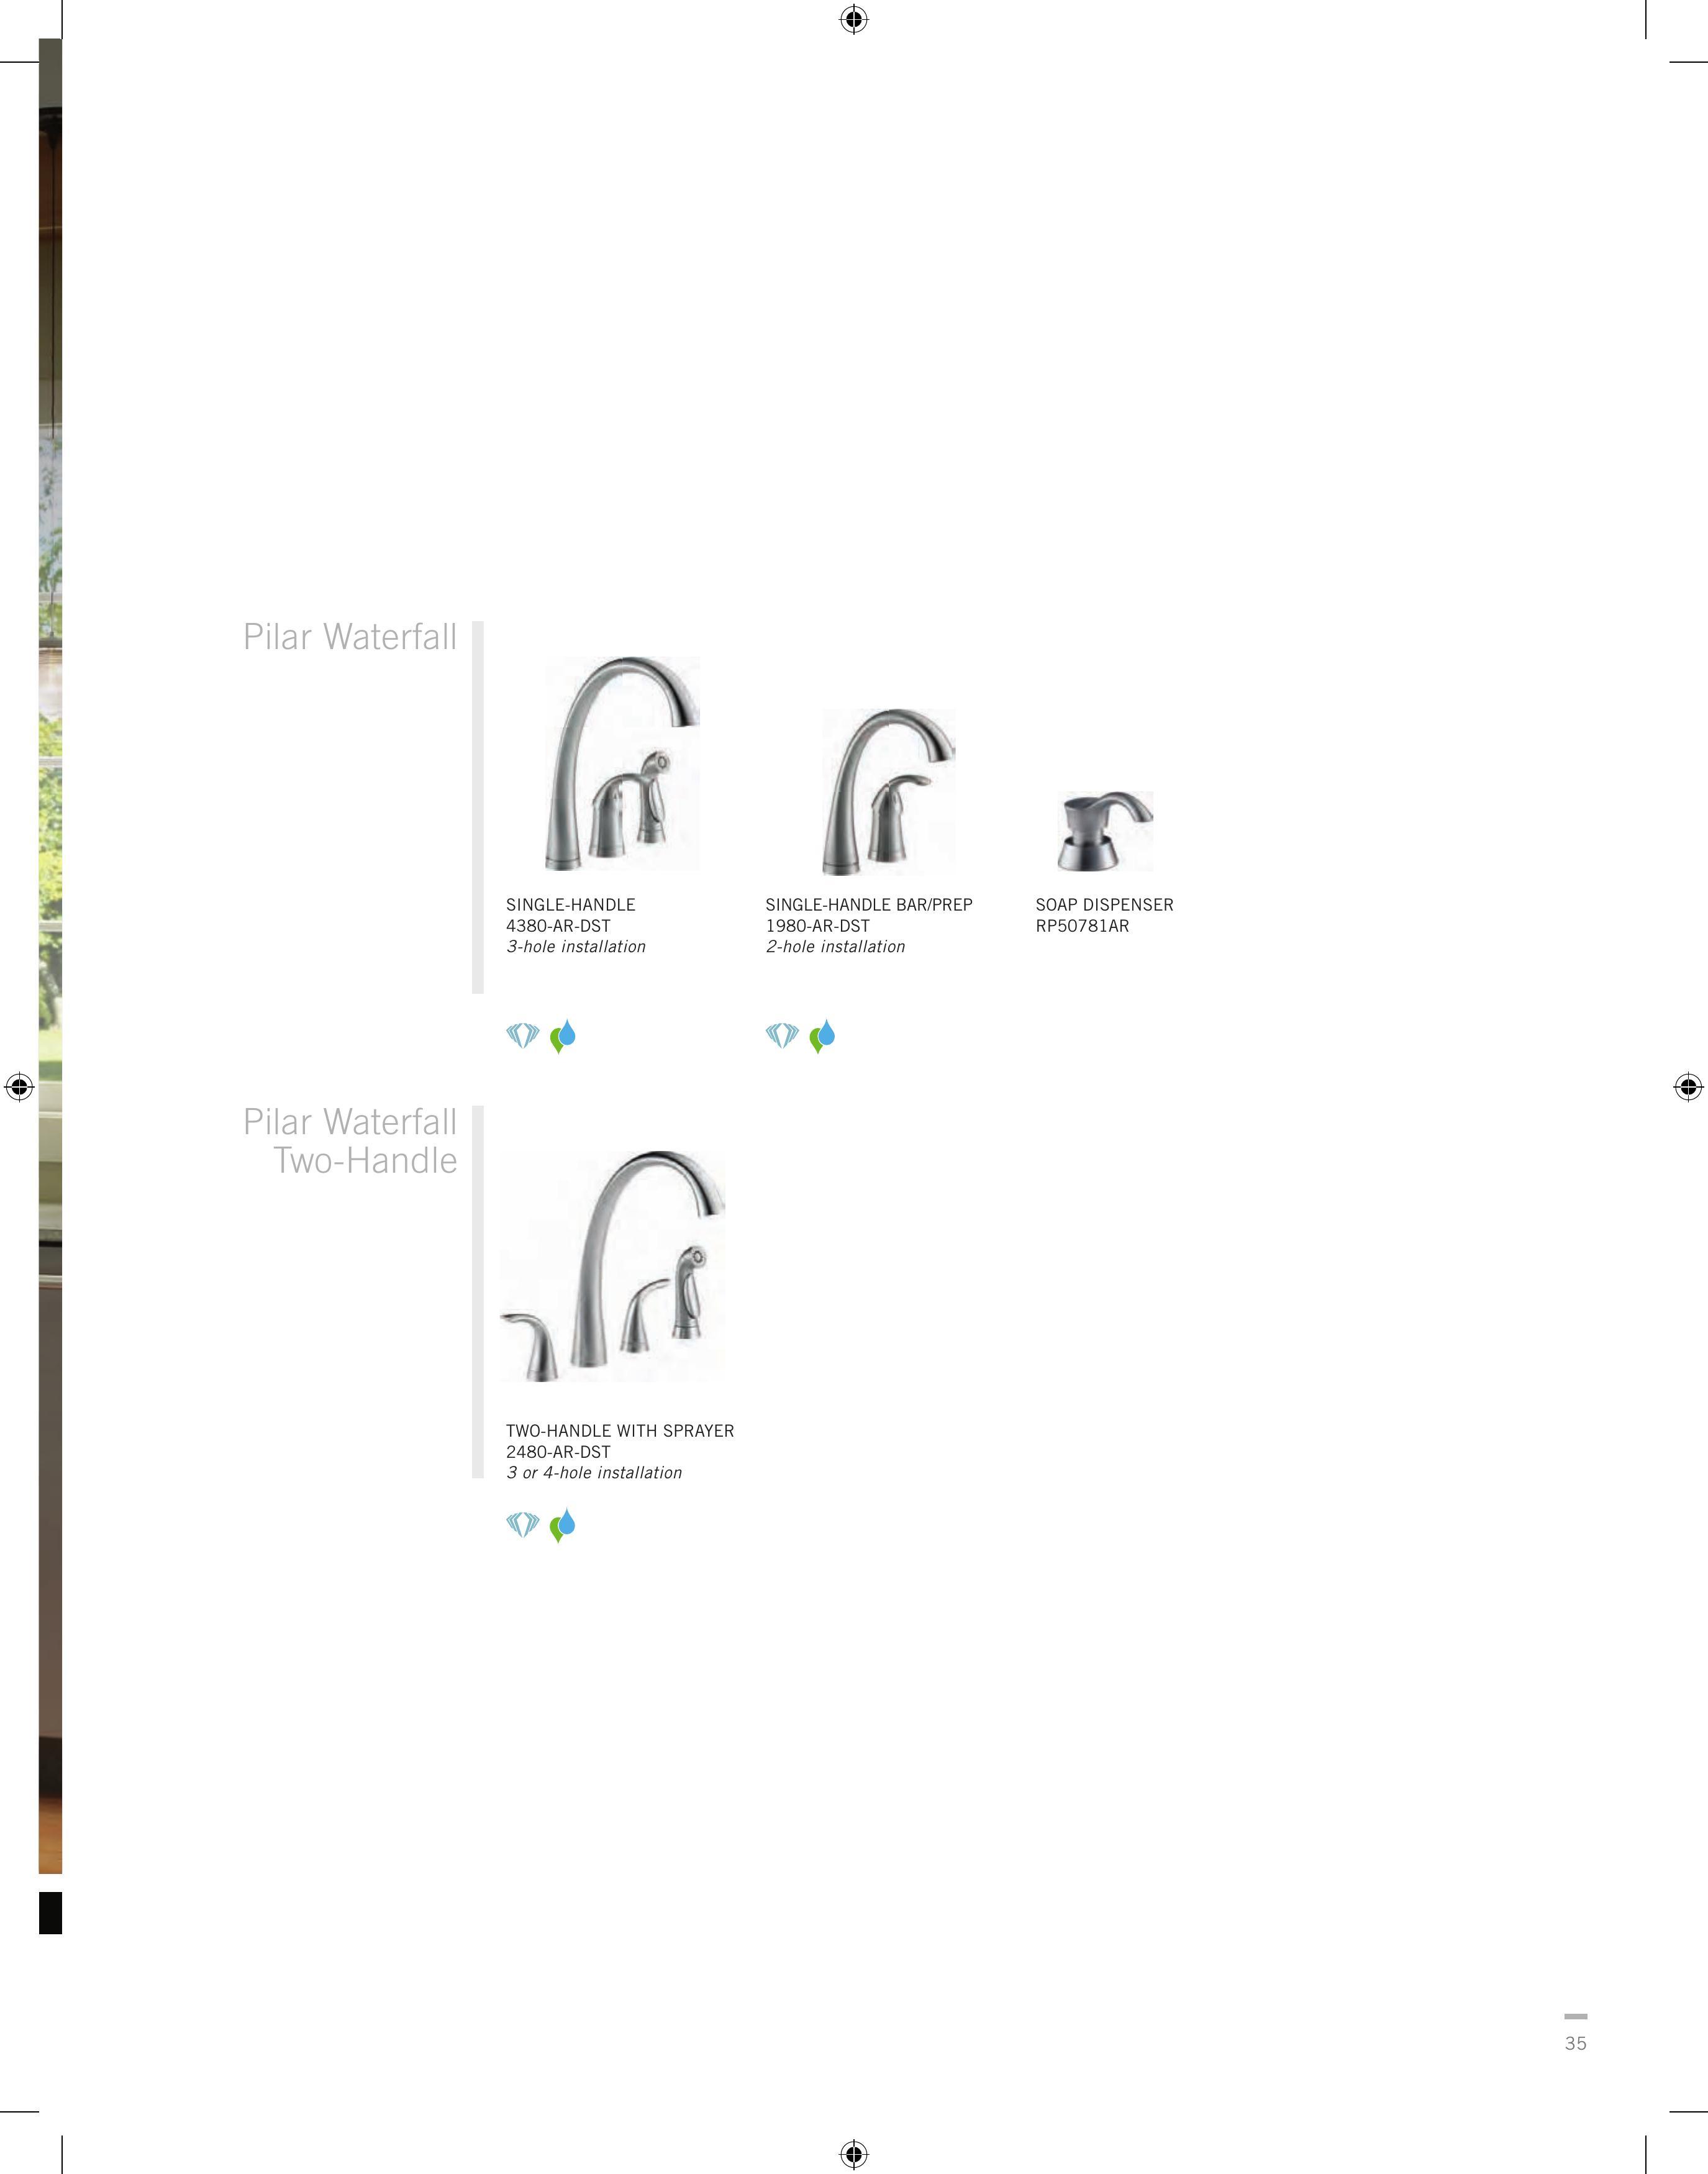 Pilar Waterfall
SINGLE-HANDLE
4380-AR-DST
3-hole installation
SINGLE-HANDLE BAR/PREP
1980-AR-DST
2-hole installation
SOAP DISPENSER
RP50781AR
Pilar Waterfall
Two-Handle
TWO-HANDLE WITH SPRAYER
2480-AR-DST
3 or 4-hole installation
35